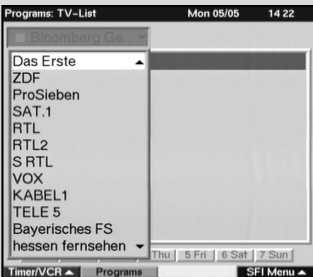 Programs: TV-List Mon 05/05 14 22
Bloomberg Ge...
Das Erste
ZDF
ProSieben
SAT.1
RTL
RTL2
S RTL
VOX
KABEL1
TELE 5
Bayerisches FS
hessen fernsehen
Thu 5 Fri 6 Sat 7 Sun
Timer/VCR Programs SFI Menu